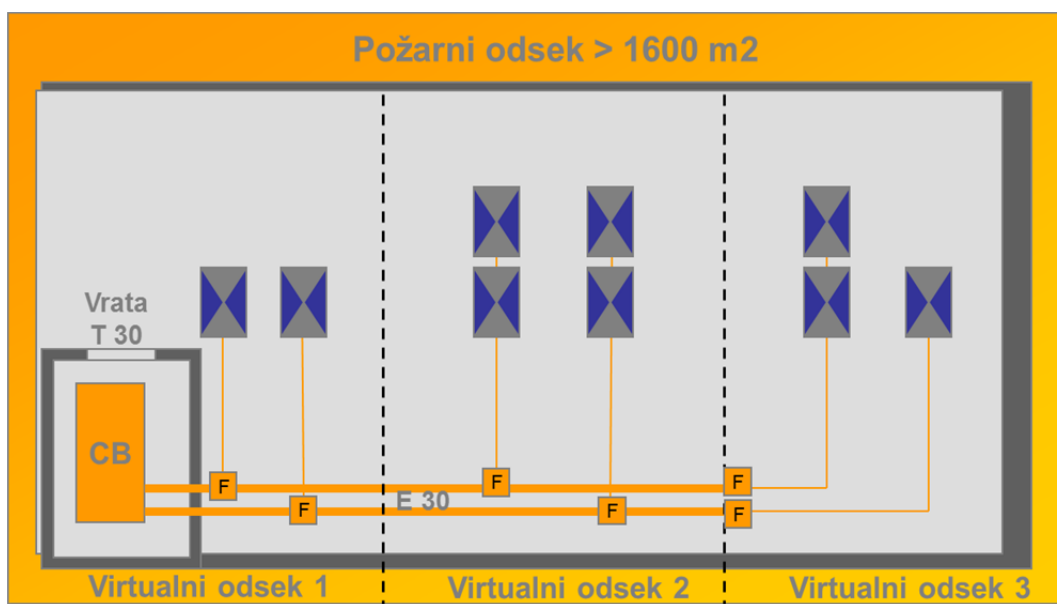 Požarni odsek > 1600 m2
Vrata
T 30
CB
F
F
F
F
F
F
E 30
Virtualni odsek 1
Virtualni odsek 2
Virtualni odsek 3